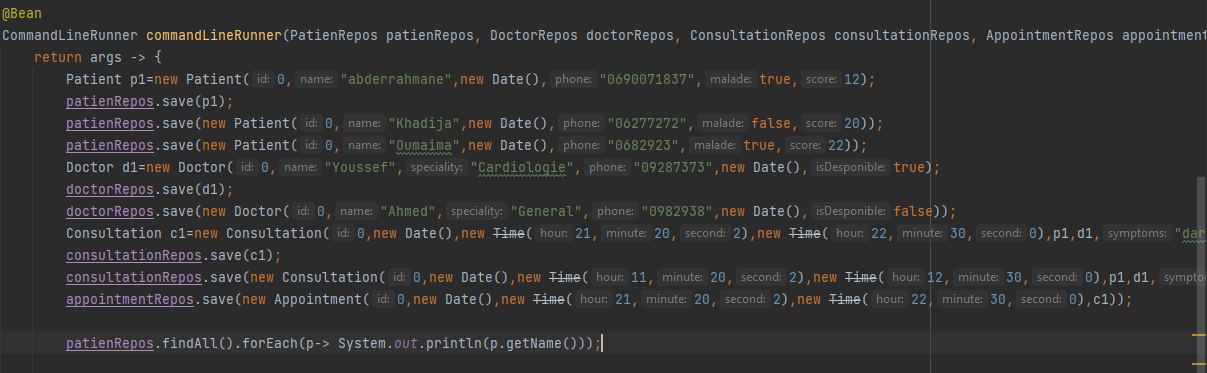 @Bean
CommandLineRunner commandLineRunner(PatienRepos patienRepos, DoctorRepos doctorRepos, ConsultationRepos consultationRepos, AppointmentRepos appointment
return args -> {
Patient p1=new Patient( id: 0, name: "abderrahmane",new Date(), phone: "0690071837", malade: true, score: 12);
patienRepos.save(p1);
patienRepos.save(new Patient( id: 0, name: "Khadija",new Date(), phone: "06277272", malade: false, score: 20));
patienRepos.save(new Patient( id: 0, name: "Oumaima",new Date(), phone: "0682923", malade: true, score: 22));
Doctor d1=new Doctor( id: 0, name: "Youssef", speciality: "Cardiologie", phone: "09287373",new Date(), isDesponible: true);
doctorRepos.save(d1);
doctorRepos.save(new Doctor( id: 0, name: "Ahmed", speciality: "General", phone: "0982938",new Date(), isDesponible: false));
Consultation c1=new Consultation( id: 0,new Date(),new Time( hour: 21, minute: 20, second: 2),new Time( hour: 22, minute: 30, second: 0),p1,d1, symptoms: "dar
consultationRepos.save(c1);
consultationRepos.save(new Consultation( id: 0,new Date(),new Time( hour: 11, minute: 20, second: 2),new Time( hour: 12, minute: 30, second: 0),p1,d1, sympto
appointmentRepos.save(new Appointment( id: 0,new Date(),new Time( hour: 21, minute: 20, second: 2),new Time( hour: 22, minute: 30, second: 0),c1));
patienRepos.findAll().forEach(p-> System.out.println(p.getName()));